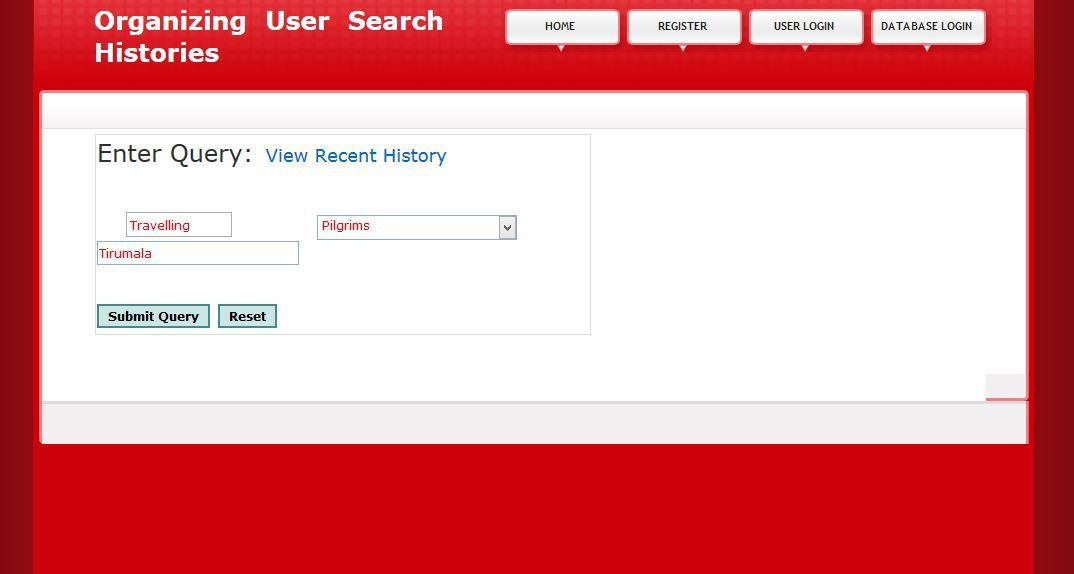 Organizing User Search
Histories
HOME
REGISTER
USER LOGIN
DATABASE LOGIN
Enter Query: View Recent History
Travelling
Pilgrims
Tirumala
Submit Query
Reset